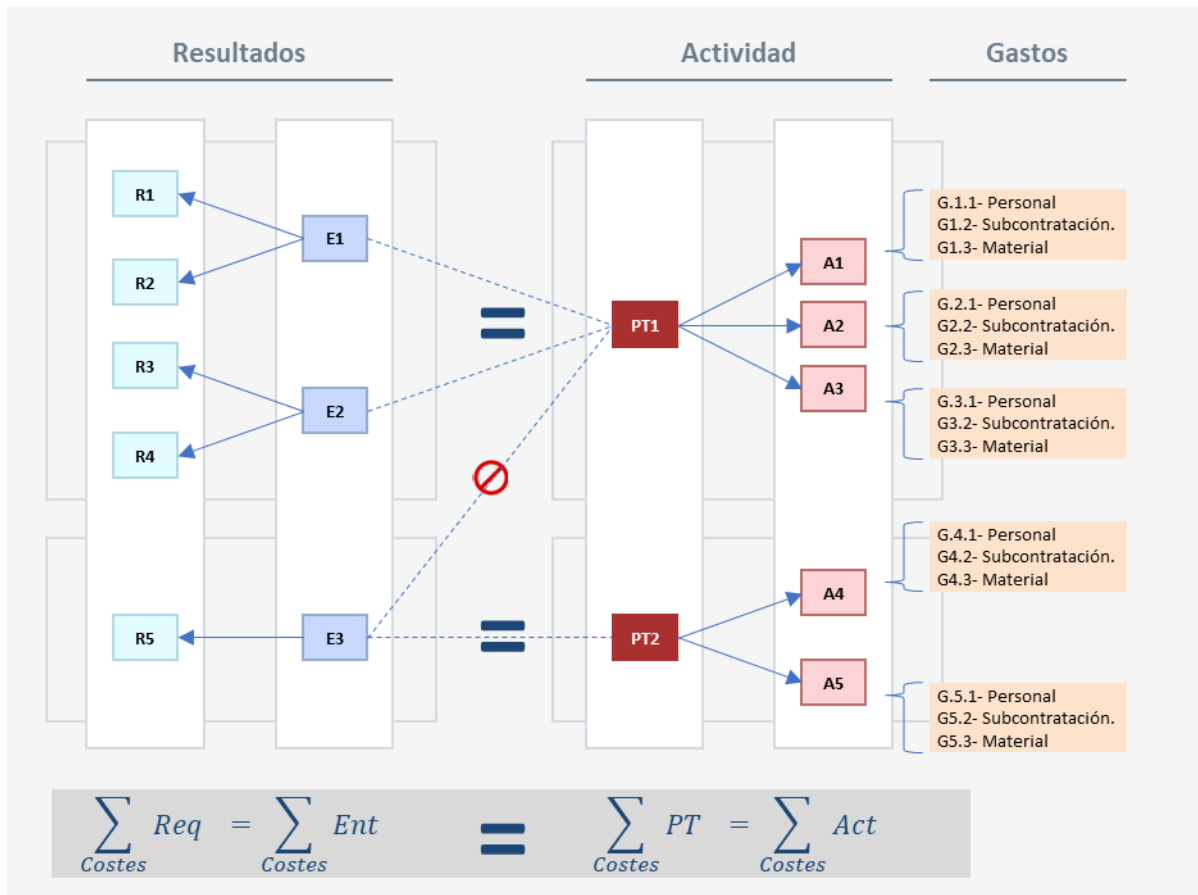 Resultados
Actividad
Gastos
R1
R2
R3
R4
R5
E1
E2
E3
PT1
PT2
A1
A2
A3
A4
A5
G.1.1- Personal
G1.2- Subcontratación.
G1.3- Material
G.2.1- Personal
G2.2- Subcontratación.
G2.3- Material
G.3.1- Personal
G3.2- Subcontratación.
G3.3- Material
G.4.1- Personal
G4.2- Subcontratación.
G4.3- Material
G.5.1- Personal
G5.2- Subcontratación.
G5.3- Material
∑ Req = ∑ Ent = ∑ PT = ∑ Act
Costes Costes Costes Costes